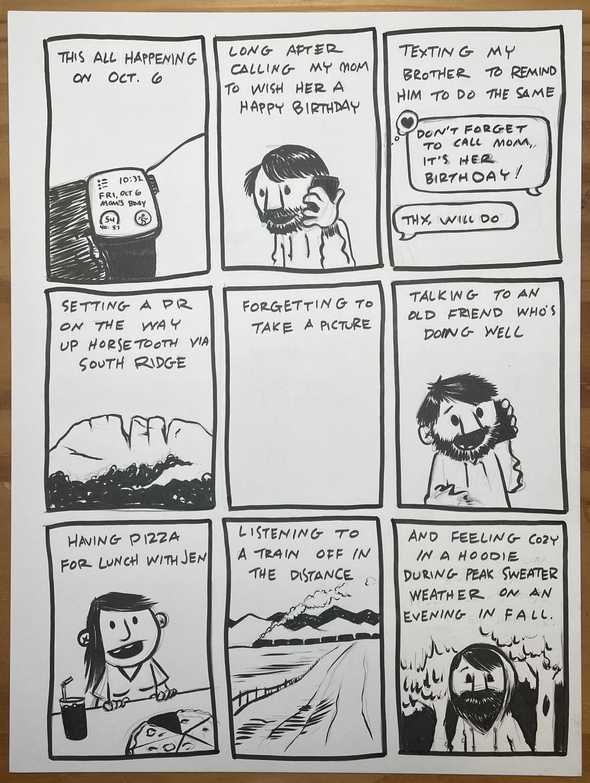 THIS ALL HAPPENING
ON OCT. 6
10:32
FRI, OCT 6
MOM'S BDAY
54
LONG AFTER
CALLING MY MOM
TO WISH HER A
HAPPY BIRTHDAY
TEXTING MY
BROTHER TO REMIND
HIM TO DO THE SAME
DON'T FORGET
TO CALL MOM,
IT'S HER
BIRTHDAY!
THX, WILL DO
SETTING A PR
ON THE WAY
UP HORSETOOTH VIA
SOUTH RIDGE
FORGETTING TO
TAKE A PICTURE
TALKING TO AN
OLD FRIEND WHO'S
DOING WELL
HAVING PIZZA
FOR LUNCH WITH JEN
LISTENING TO
A TRAIN OFF IN
THE DISTANCE
AND FEELING COZY
IN A HOODIE
DURING PEAK SWEATER
WEATHER ON AN
EVENING IN FALL.